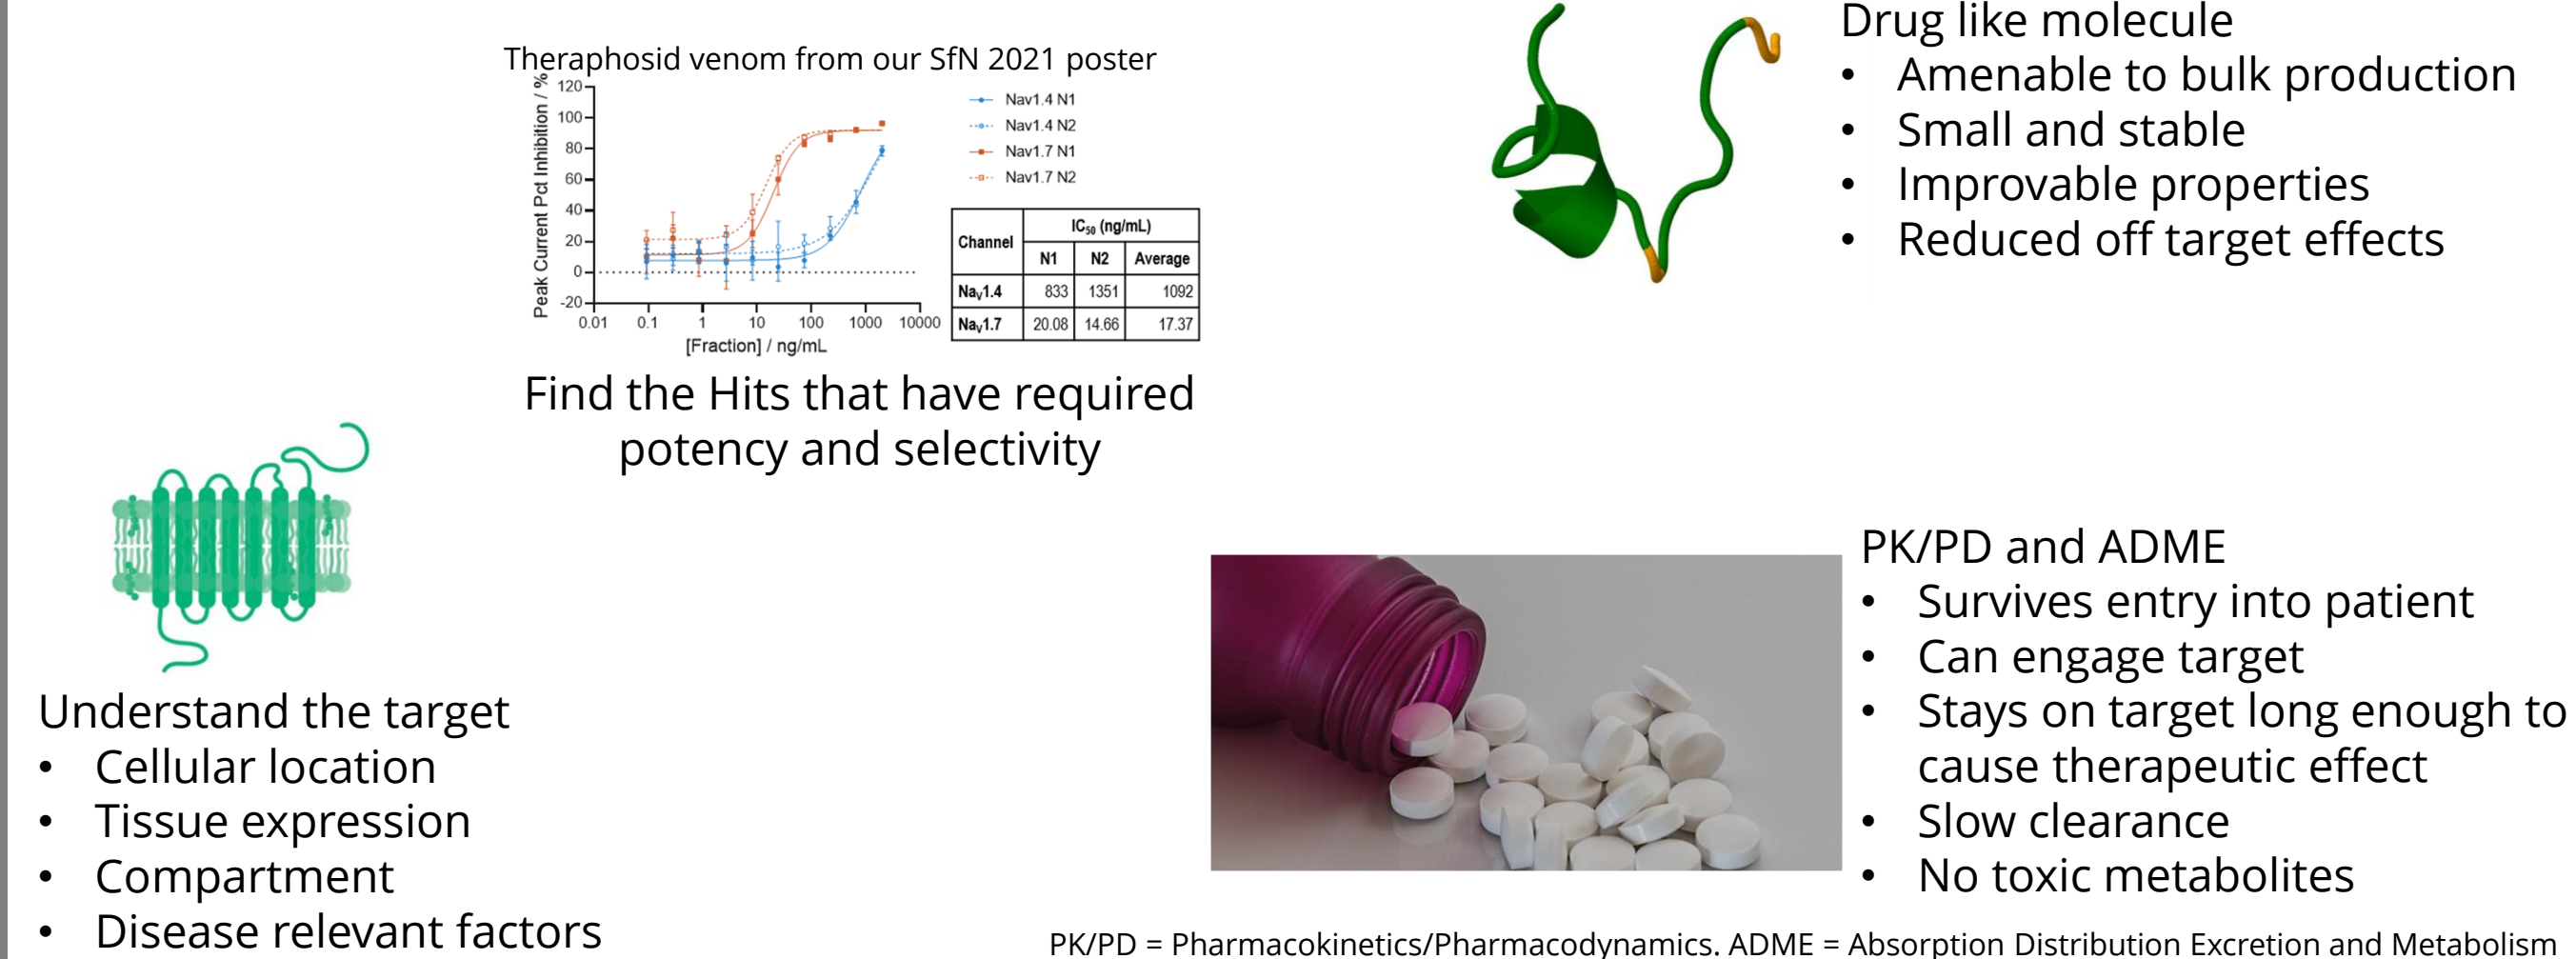 Theraphosid venom from our SfN 2021 poster
Peak Current Pct Inhibition / %
120
100
80
60
40
20
0
-20
0.01 0.1 1 10 100 1000 10000
[Fraction] / ng/mL
Nav1.4 N1
Nav1.4 N2
Nav1.7 N1
Nav1.7 N2
Channel IC50 (ng/mL)
N1 N2 Average
NaV1.4 833 1351 1092
NaV1.7 20.08 14.66 17.37
Find the Hits that have required
potency and selectivity
Drug like molecule
• Amenable to bulk production
• Small and stable
• Improvable properties
• Reduced off target effects
Understand the target
• Cellular location
• Tissue expression
• Compartment
• Disease relevant factors
PK/PD and ADME
• Survives entry into patient
• Can engage target
• Stays on target long enough to
cause therapeutic effect
• Slow clearance
• No toxic metabolites
PK/PD = Pharmacokinetics/Pharmacodynamics. ADME = Absorption Distribution Excretion and Metabolism